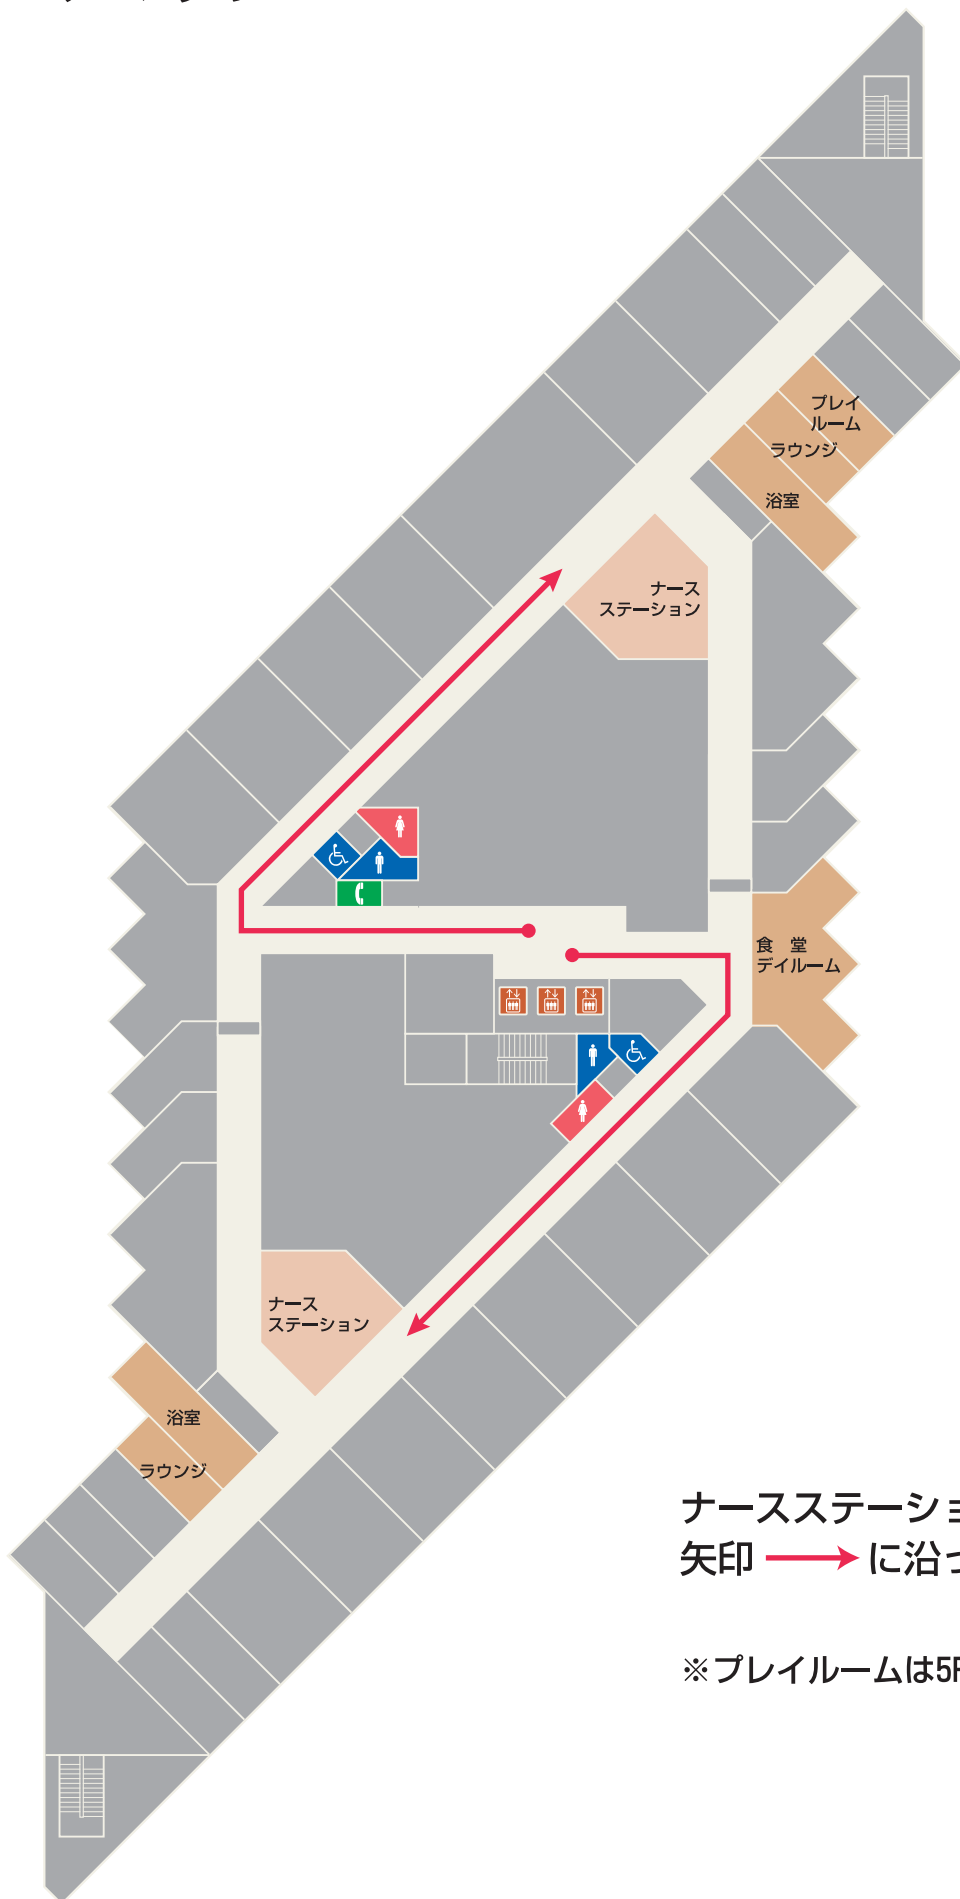 プレイ
ルーム
ラウンジ
浴室
ナース
ステーション
食 堂
デイルーム
ナース
ステーション
浴室
ラウンジ
ナースステーショ
矢印 → に沿っ
※プレイルームは5F